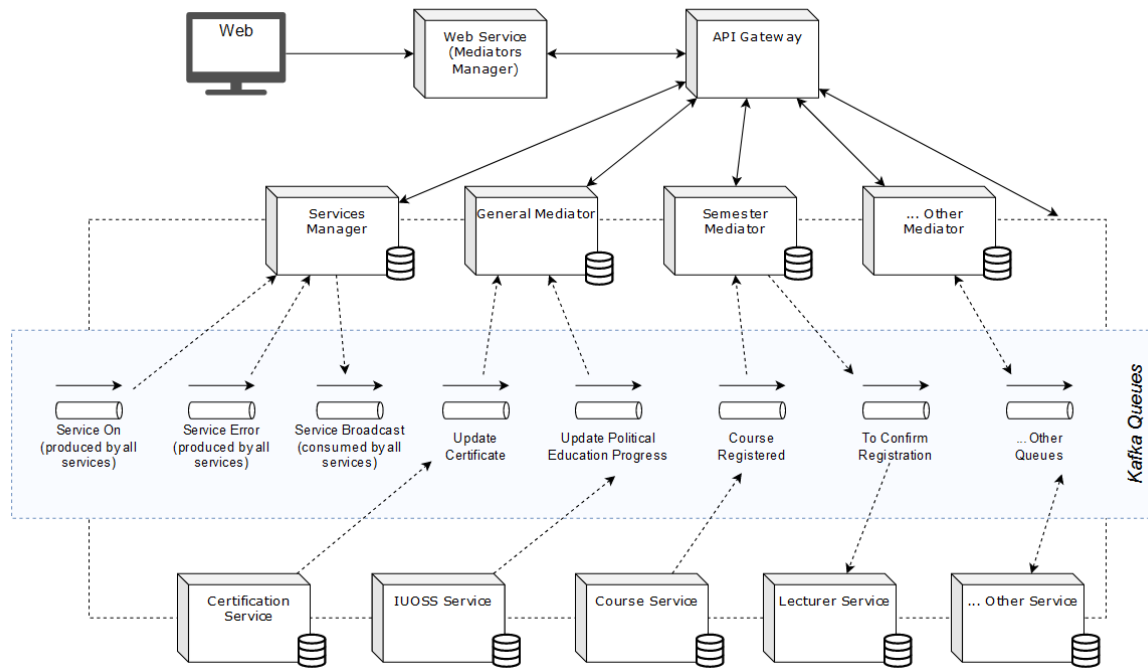 Web
Web Service
(Mediators
Manager)
API Gateway
Services
Manager
General Mediator
Semester
Mediator
... Other
Mediator
Service On
(produced by all
services)
Service Error
(produced by all
services)
Service Broadcast
(consumed by all
services)
Update
Certificate
Update Political
Education Progress
Course
Registered
To Confirm
Registration
... Other
Queues
Kafka Queues
Certification
Service
IUOSS Service
Course Service
Lecturer Service
... Other Service